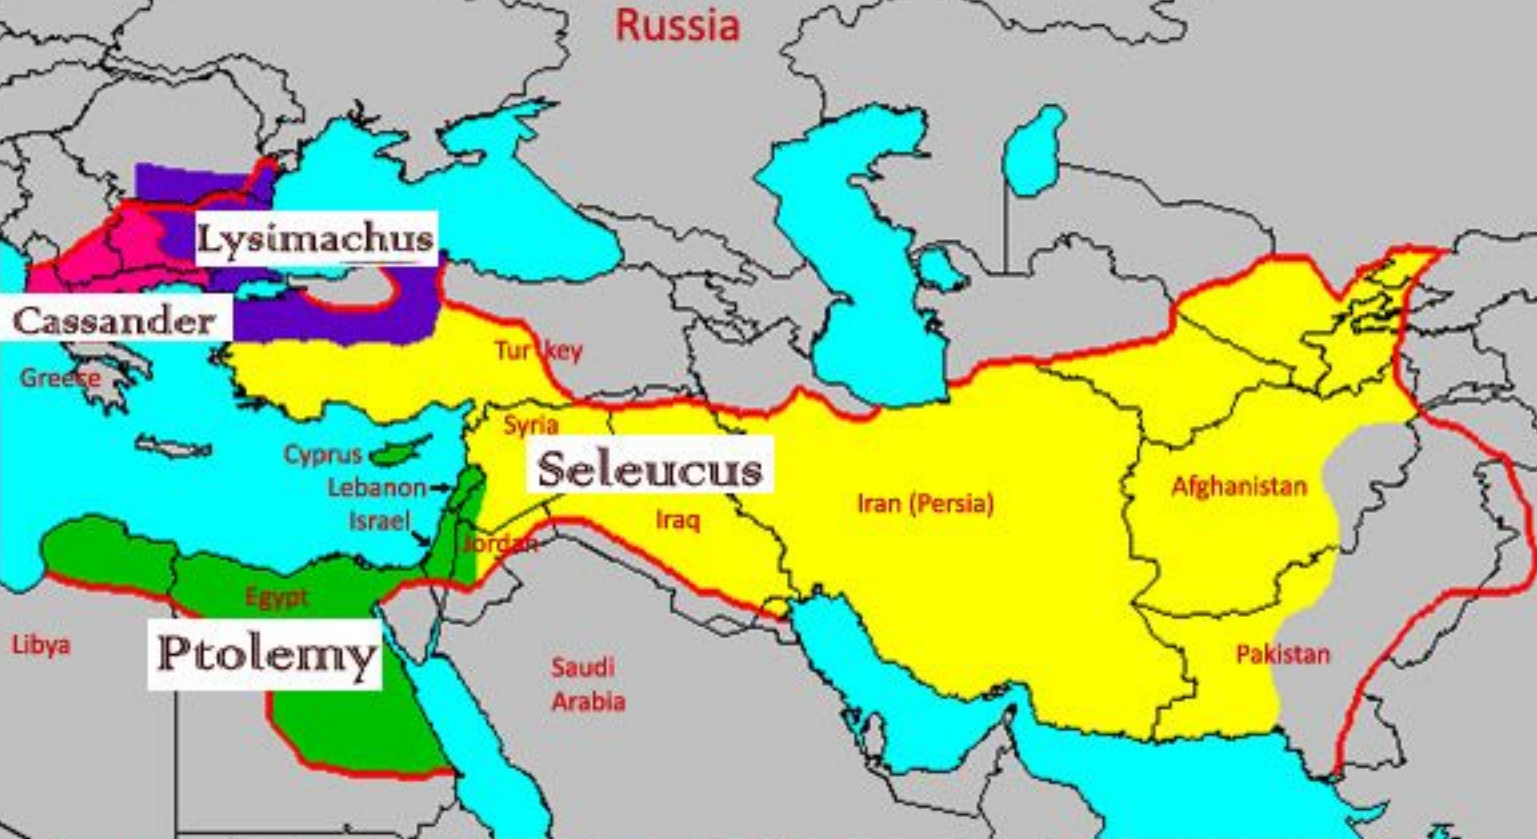 Russia
Lysimachus
Cassander
Greece
Turkey
Syria
Cyprus
Seleucus
Lebanon
Israel
Jordan
Iraq
Iran (Persia)
Afghanistan
Egypt
Libya
Ptolemy
Saudi
Arabia
Pakistan